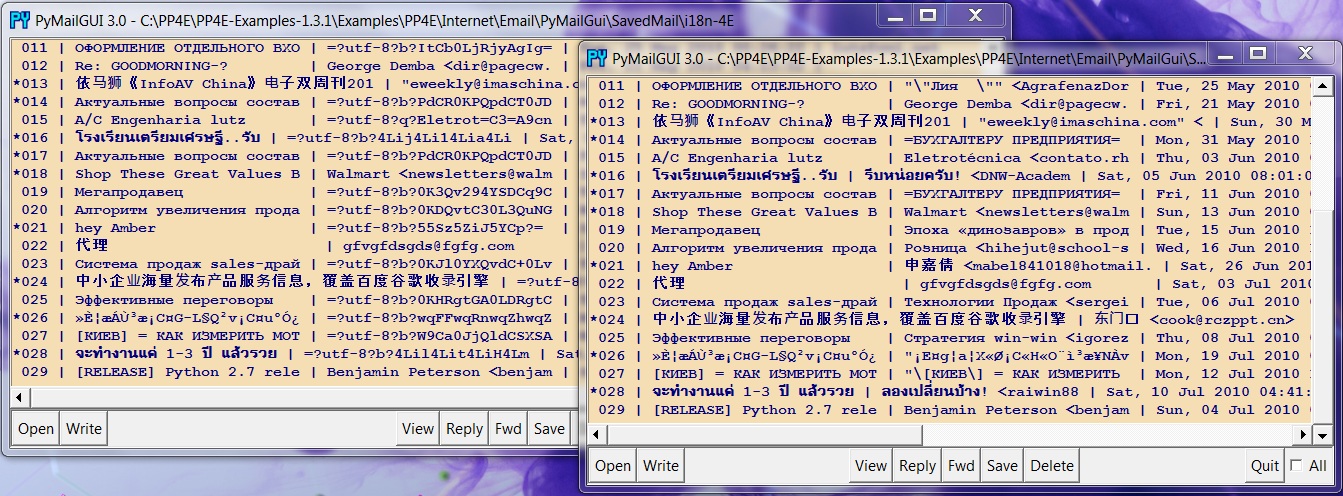 PyMailGUI 3.0 - C:\PP4E\PP4E-Examples-1.3.1\Examples\PP4E\Internet\Email\PyMailGui\SavedMail\i18n-4E
011 | ОФОРМЛЕНИЕ ОТДЕЛЬНОГО ВХО | =?utf-8?b?ItCb0LjRjyAgIg= |
012 | Re: GOODMORNING-? | George Demba <dir@pagecw. |
*013 | 依马狮《InfoAV China》电子双周刊201 | "eweekly@imaschina.c
*014 | Актуальные вопросы состав | =?utf-8?b?PdCR0KPQpdCT0JD |
015 | A/C Engenharia lutz | =?utf-8?q?Eletrot=C3=A9cn |
*016 | โรงเรียนเตรียมเศรษฐี..รับ | =?utf-8?b?4Lij4Li14Lia4Li | Sat,
*017 | Актуальные вопросы состав | =?utf-8?b?PdCR0KPQpdCT0JD |
*018 | Shop These Great Values B | Walmart <newsletters@walm |
019 | Мегапродавец | =?utf-8?b?0K3Qv294YSDCq9C |
020 | Алгоритм увеличения прода | =?utf-8?b?0KDQvtC30L3QuNG |
*021 | hey Amber | =?utf-8?b?55Sz5ZiJ5YCp?= |
022 | 代理 | gfvgfdsgds@fgfg.com
023 | Система продаж sales-драй | =?utf-8?b?0KJl0YXQvdC+0Lv |
*024 | 中小企业海量发布产品服务信息，覆盖百度谷歌收录引擎 | =?utf-8
025 | Эффективные переговоры | =?utf-8?b?0KHRgtGA0LDRgtC |
*026 | »È¦æÁÙ³æ¡C¤G-L§Q²v¡C¤u°Ó¿ | =?utf-8?b?wqFFwqRnwqZhwqZ |
027 | [КИЕВ] = КАК ИЗМЕРИТЬ МОТ | =?utf-8?b?W9Ca0JjQldCSXSA |
*028 | จะทำงานแค่ 1-3 ปี แล้วรวย | =?utf-8?b?4Lil4Lit4LiH4Lm | Sat
029 | [RELEASE] Python 2.7 rele | Benjamin Peterson <benjam |
Open Write View Reply Fwd Save
PyMailGUI 3.0 - C:\PP4E\PP4E-Examples-1.3.1\Examples\PP4E\Internet\Email\PyMailGui\S...
011 | ОФОРМЛЕНИЕ ОТДЕЛЬНОГО ВХО | "\"Лия \"" <AgrafenazDor | Tue, 25 May 2010
012 | Re: GOODMORNING-? | George Demba <dir@pagecw. | Fri, 21 May 2010
*013 | 依马狮《InfoAV China》电子双周刊201 | "eweekly@imaschina.com" < | Sun, 30 M
*014 | Актуальные вопросы состав | =БУХГАЛТЕРУ ПРЕДПРИЯТИЯ= | Mon, 31 May 2010
015 | A/C Engenharia lutz | Eletrotécnica <contato.rh | Thu, 03 Jun 2010
*016 | โรงเรียนเตรียมเศรษฐี..รับ | รีบหน่อยครับ! <DNW-Academ | Sat, 05 Jun 2010 08:01:0
*017 | Актуальные вопросы состав | =БУХГАЛТЕРУ ПРЕДПРИЯТИЯ= | Fri, 11 Jun 2010
*018 | Shop These Great Values B | Walmart <newsletters@walm | Sun, 13 Jun 2010
019 | Мегапродавец | Эпоха «динозавров» в прод | Tue, 15 Jun 2010
020 | Алгоритм увеличения прода | Розница <hihejut@school-s | Wed, 16 Jun 2010
*021 | hey Amber | 申嘉倩 <mabel841018@hotmail. | Sat, 26 Jun 201
022 | 代理 | gfvgfdsgds@fgfg.com | Sat, 03 Jul 2010
023 | Система продаж sales-драй | Технологии Продаж <sergei | Tue, 06 Jul 2010
*024 | 中小企业海量发布产品服务信息，覆盖百度谷歌收录引擎 | 东门口 <cook@rczppt.cn>
025 | Эффективные переговоры | Стратегия win-win <igorez | Thu, 08 Jul 2010
*026 | »È¦æÁÙ³æ¡C¤G-L§Q²v¡C¤u°Ó¿ | "¡E¤g¦a¦X«Ø¡C«H«O¨ì³æ¥NÀv | Mon, 19 Jul 2010
027 | [КИЕВ] = КАК ИЗМЕРИТЬ МОТ | "\[КИЕВ\] = КАК ИЗМЕРИТЬ | Mon, 12 Jul 2010
*028 | จะทำงานแค่ 1-3 ปี แล้วรวย | ลองเปลี่ยนบ้าง! <raiwin88 | Sat, 10 Jul 2010 04:41:
029 | [RELEASE] Python 2.7 rele | Benjamin Peterson <benjam | Sun, 04 Jul 2010
Open Write View Reply Fwd Save Delete Quit All